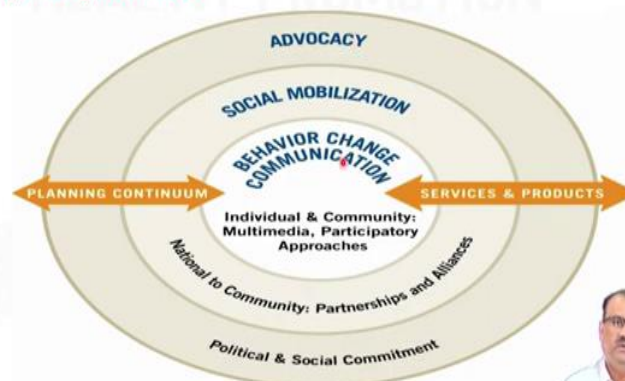 ADVOCACY
SOCIAL MOBILIZATION
BEHAVIOR CHANGE
COMMUNICATION
PLANNING CONTINUUM
SERVICES & PRODUCTS
Individual & Community:
Multimedia, Participatory
Approaches
National to Community: Partnerships and Alliances
Political & Social Commitment